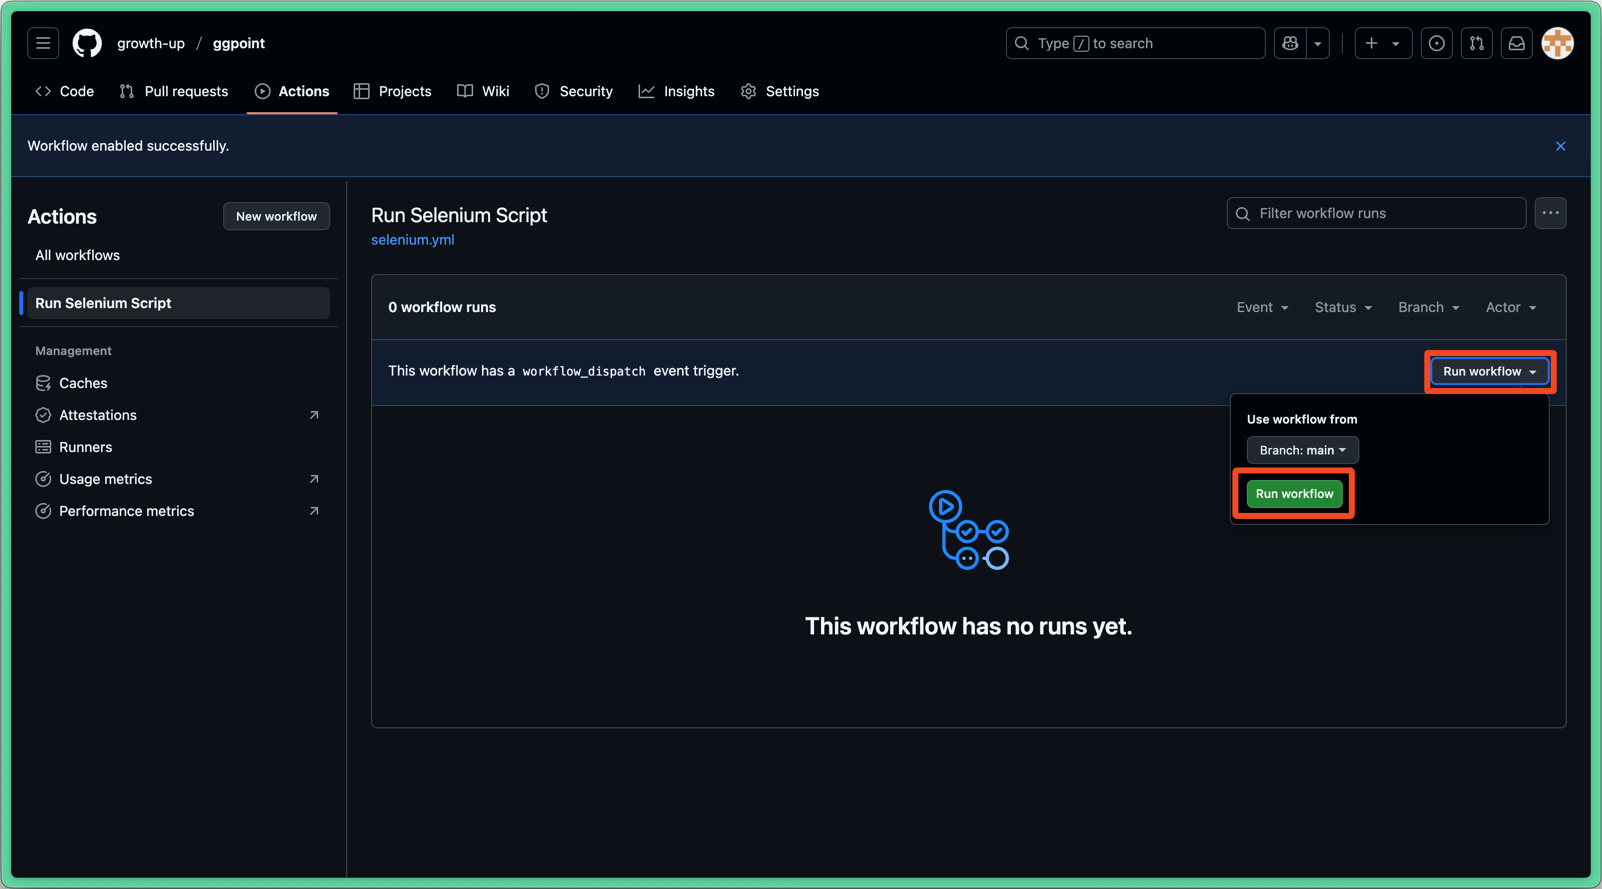 growth-up / ggpoint
Type / to search
Code
Pull requests
Actions
Projects
Wiki
Security
Insights
Settings
Workflow enabled successfully.
Actions
New workflow
All workflows
Run Selenium Script
Management
Caches
Attestations
Runners
Usage metrics
Performance metrics
Run Selenium Script
selenium.yml
Filter workflow runs
0 workflow runs
Event
Status
Branch
Actor
This workflow has a workflow_dispatch event trigger.
Run workflow
Use workflow from
Branch: main
Run workflow
This workflow has no runs yet.